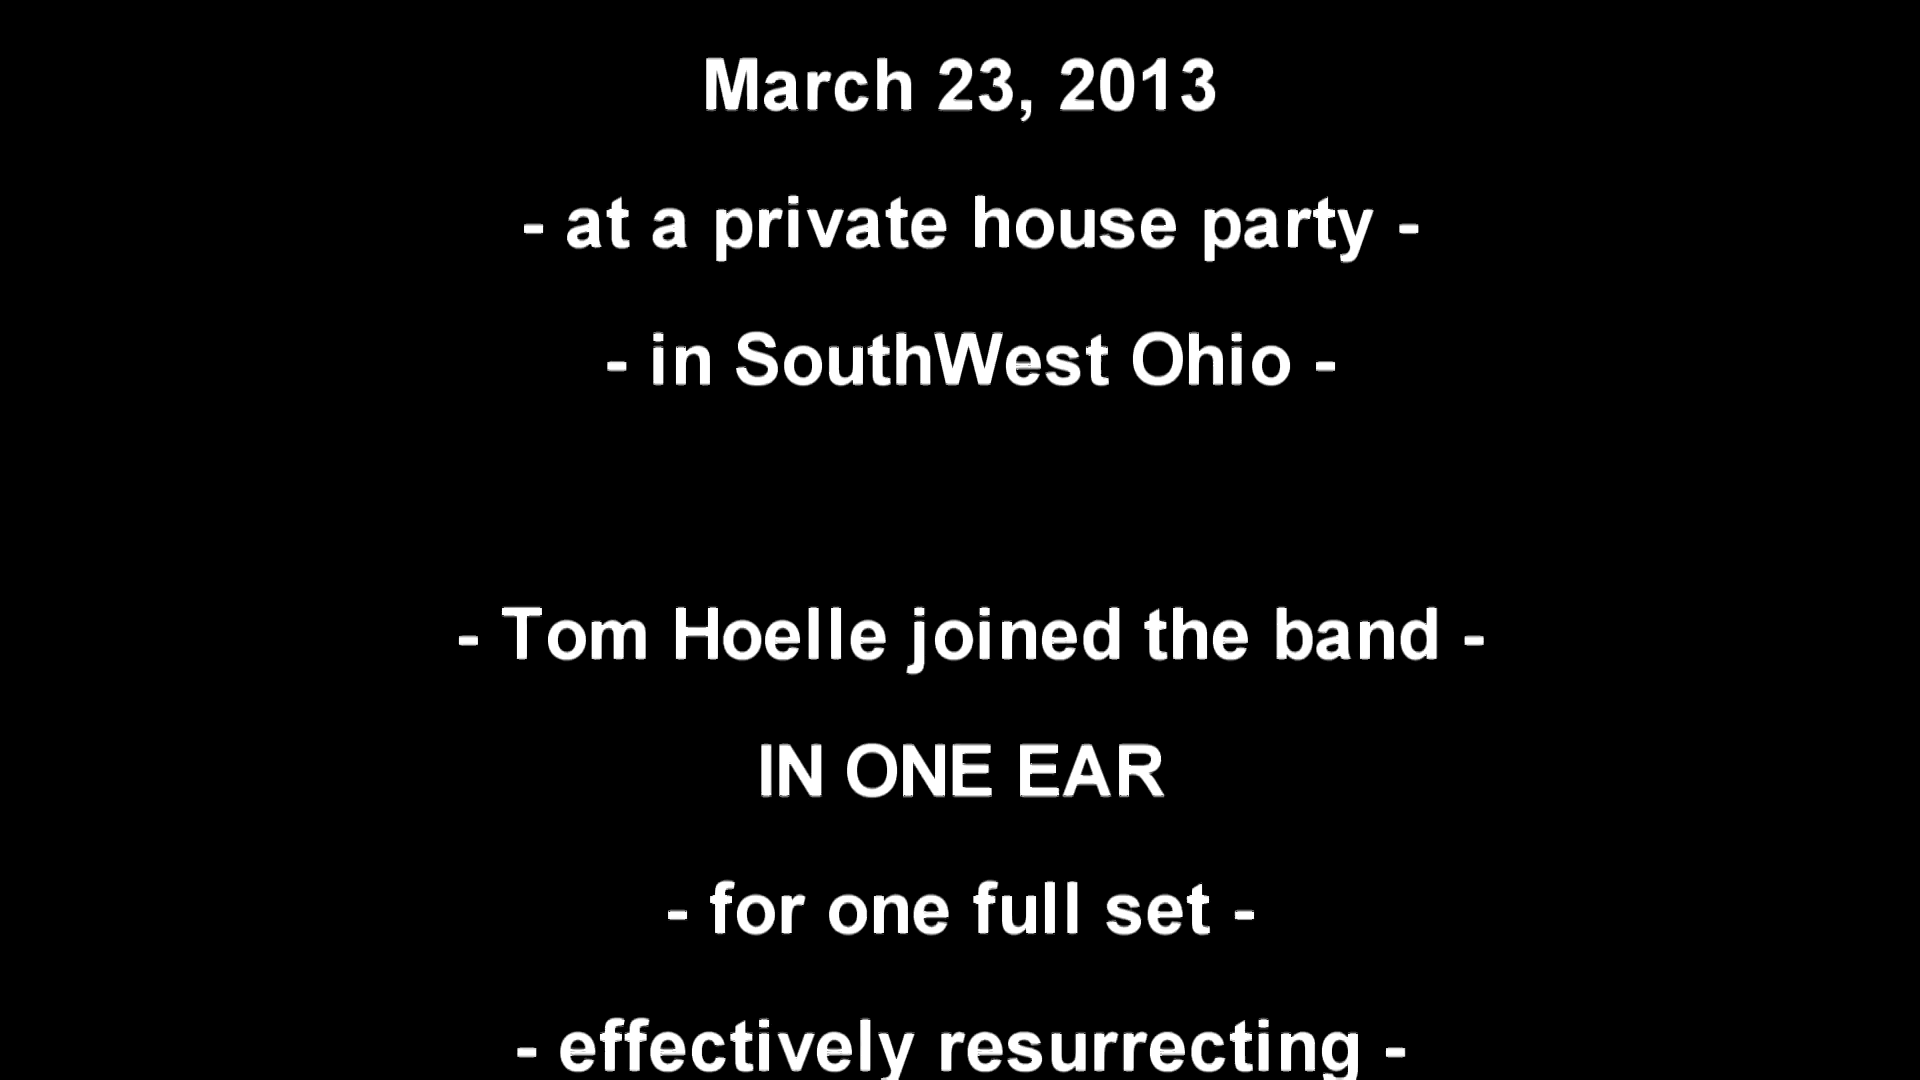 March 23, 2013
- at a private house party -
- in SouthWest Ohio -
- Tom Hoelle joined the band -
IN ONE EAR
- for one full set -
- effectively resurrecting -